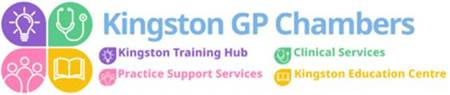 Kingston GP Chambers
Kingston Training Hub Clinical Services
Practice Support Services Kingston Education Centre